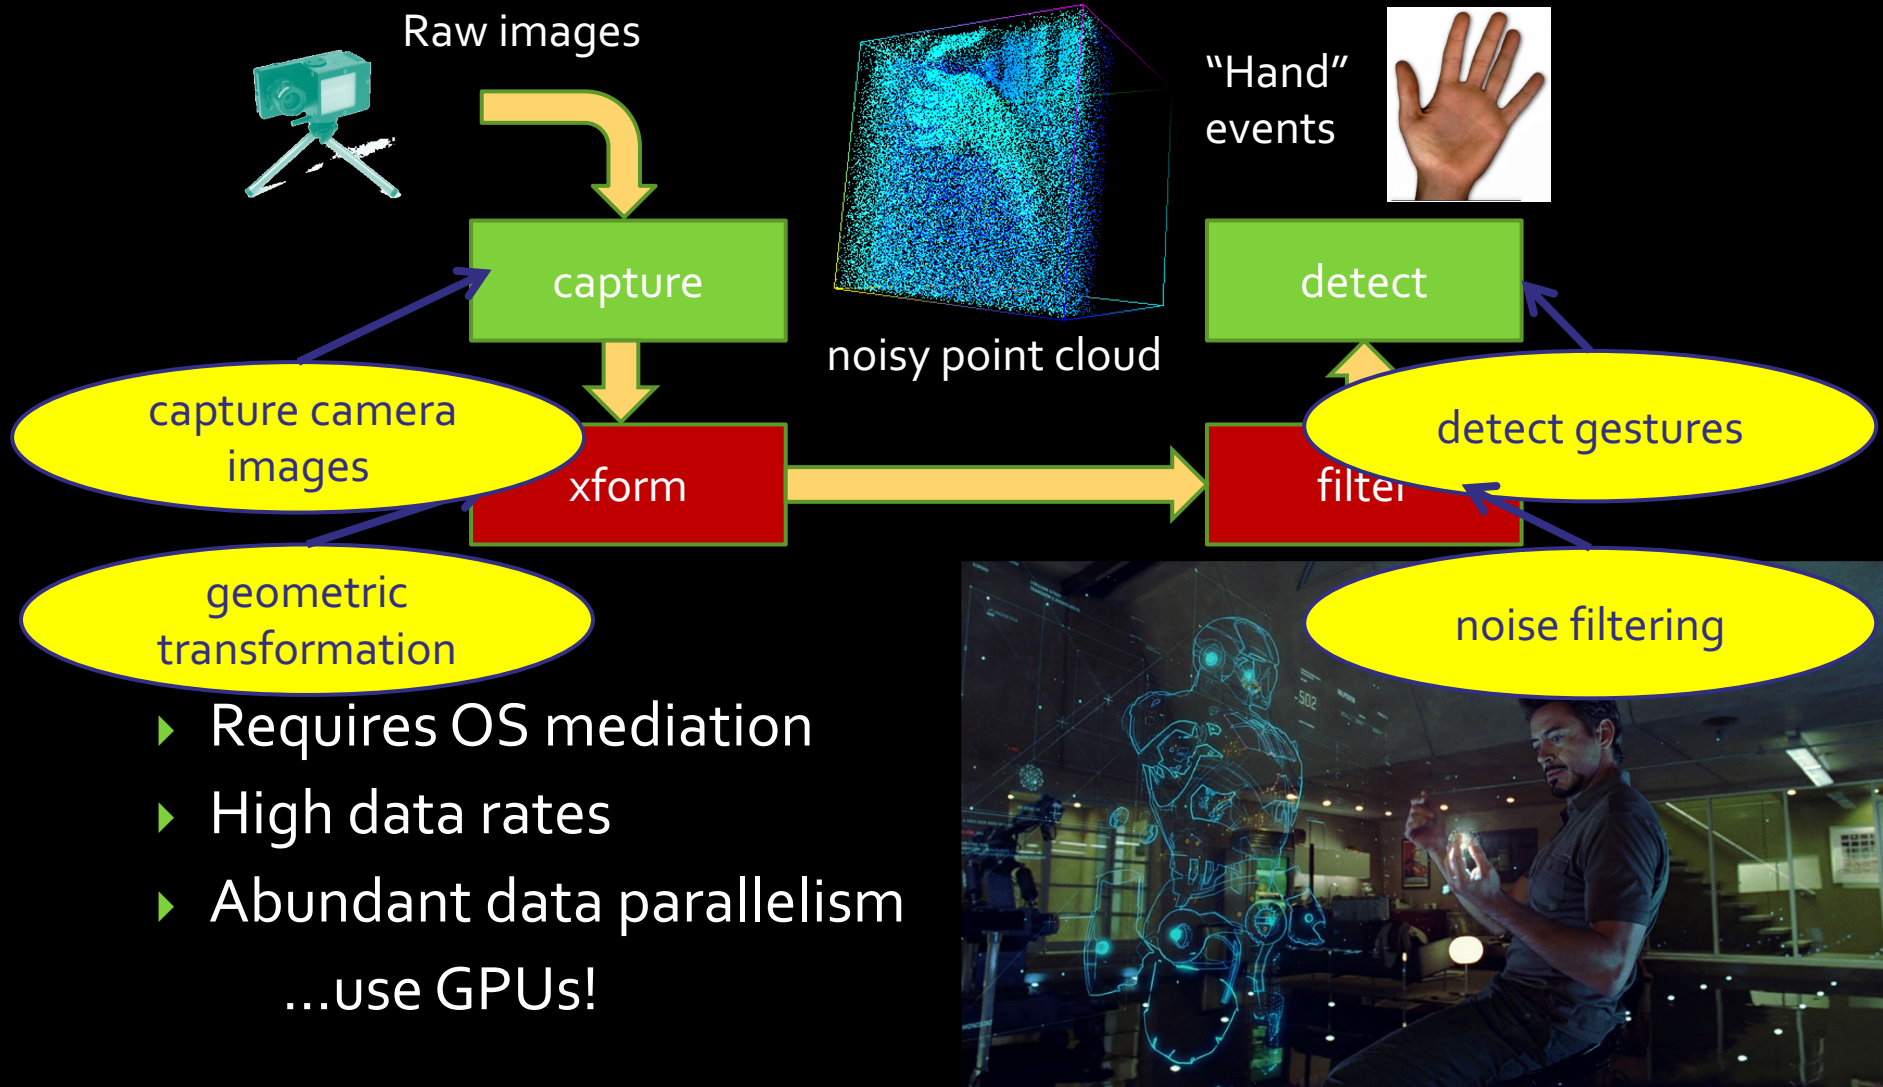 Raw images
“Hand”
events
capture
detect
noisy point cloud
capture camera
images
detect gestures
xform
geometric
transformation
noise filtering
502
Requires OS mediation
High data rates
Abundant data parallelism
...use GPUs!